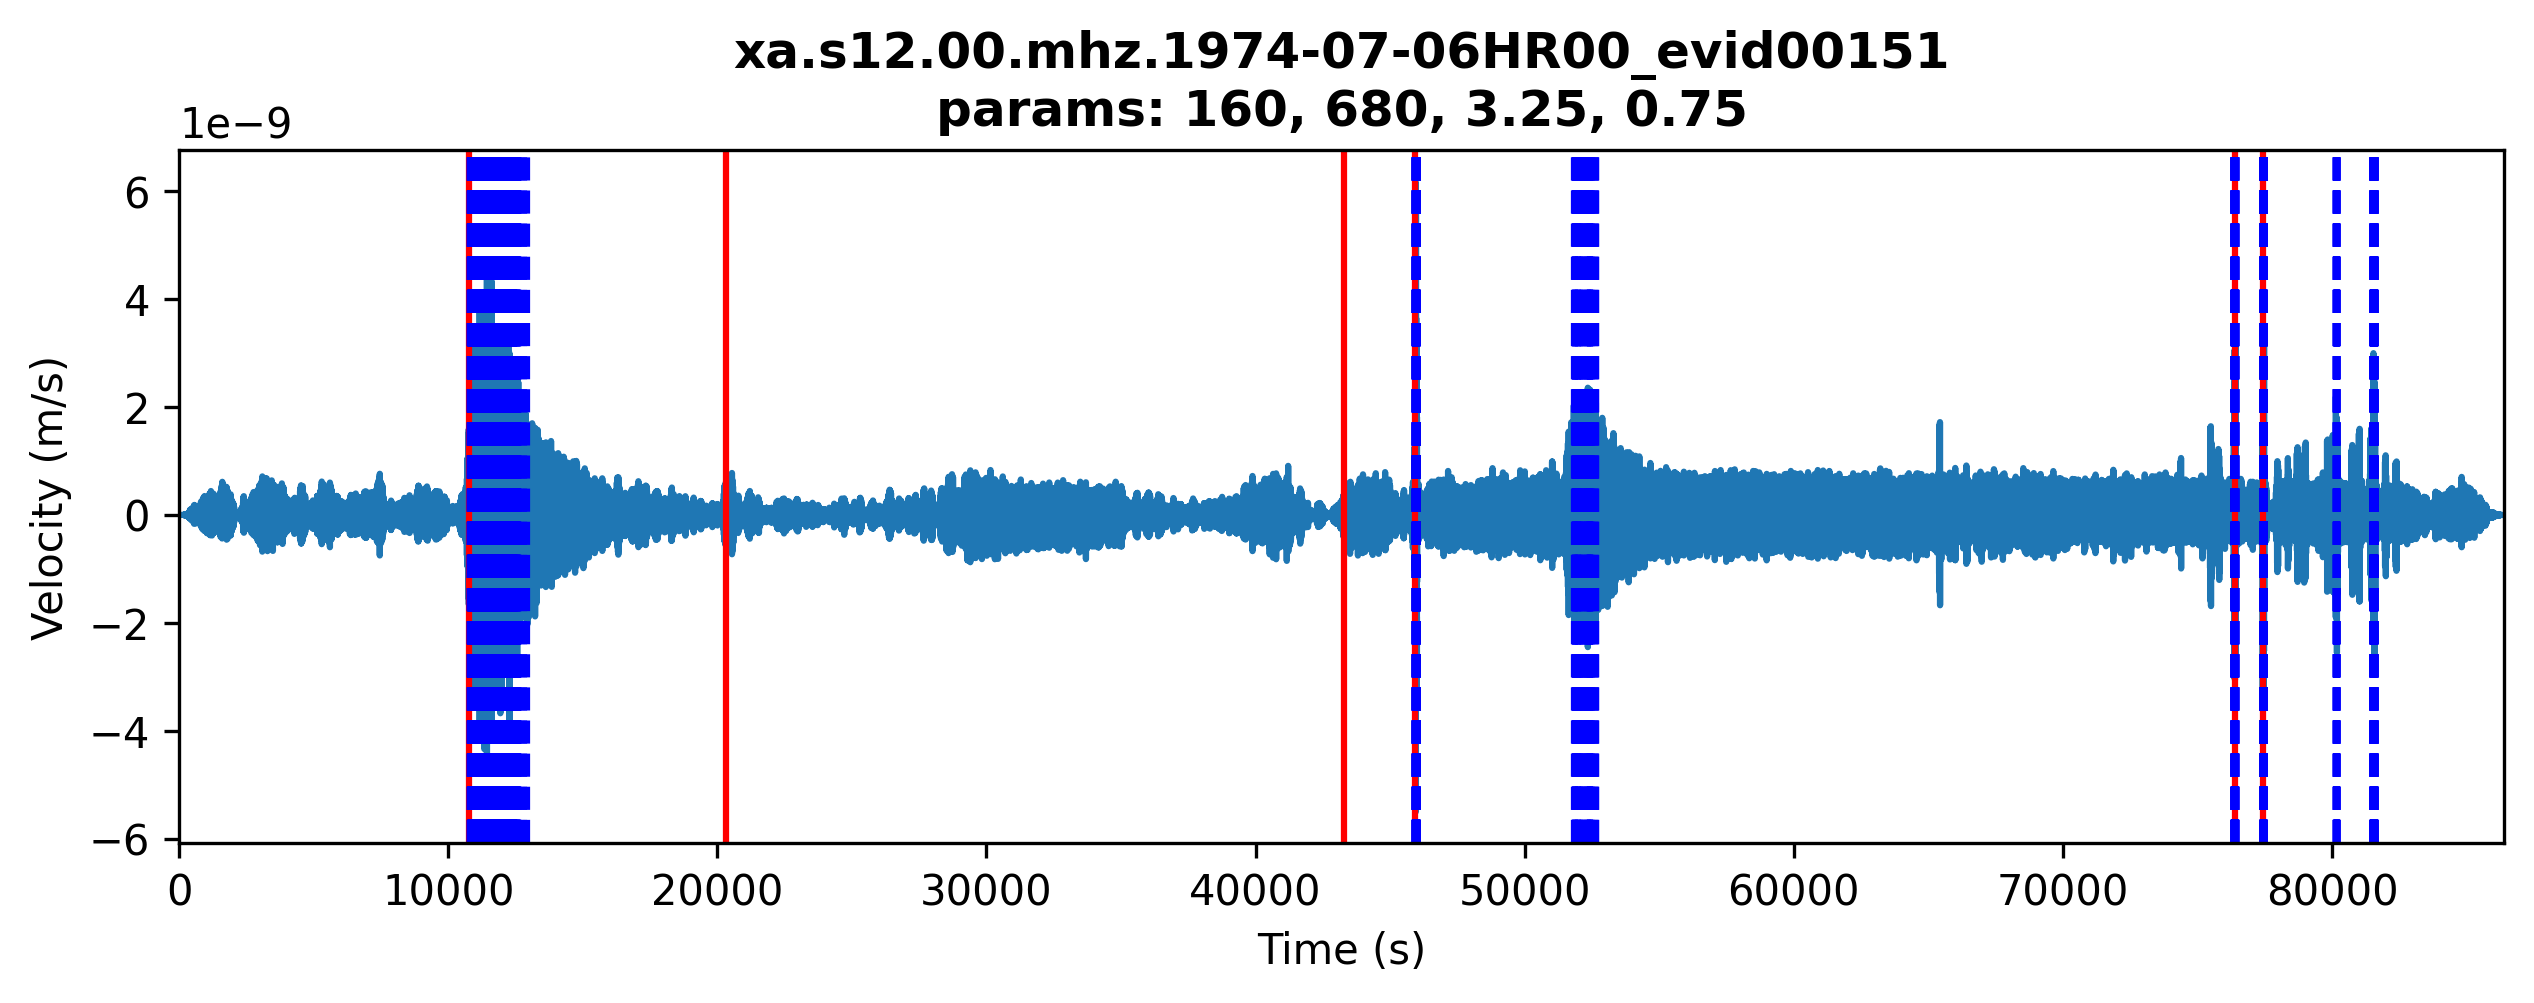 xa.s12.00.mhz.1974-07-06HR00_evid00151
params: 160, 680, 3.25, 0.75
1e−9
6
4
2
0
−2
−4
−6
Velocity (m/s)
0 10000 20000 30000 40000 50000 60000 70000 80000
Time (s)